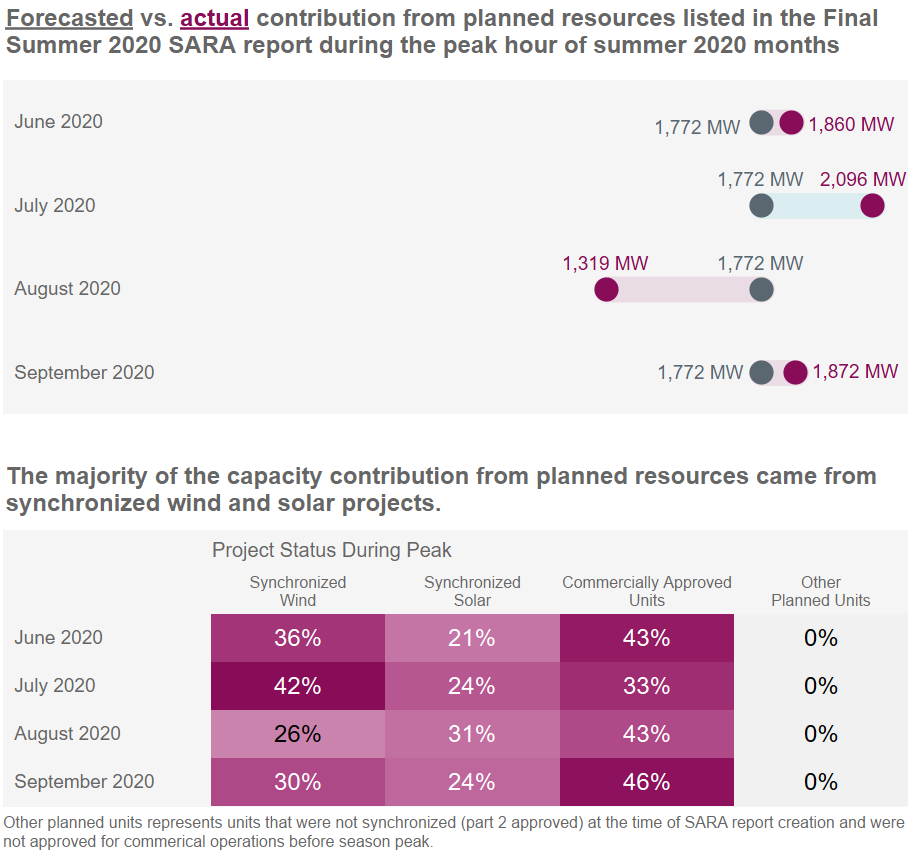 Forecasted vs. actual contribution from planned resources listed in the Final
Summer 2020 SARA report during the peak hour of summer 2020 months
June 2020
1,772 MW
1,860 MW
July 2020
1,772 MW
2,096 MW
August 2020
1,319 MW
1,772 MW
September 2020
1,772 MW
1,872 MW
The majority of the capacity contribution from planned resources came from
synchronized wind and solar projects.
Project Status During Peak
Synchronized
Wind
Synchronized
Solar
Commercially Approved
Units
Other
Planned Units
June 2020 36% 21% 43% 0%
July 2020 42% 24% 33% 0%
August 2020 26% 31% 43% 0%
September 2020 30% 24% 46% 0%
Other planned units represents units that were not synchronized (part 2 approved) at the time of SARA report creation and were
not approved for commerical operations before season peak.